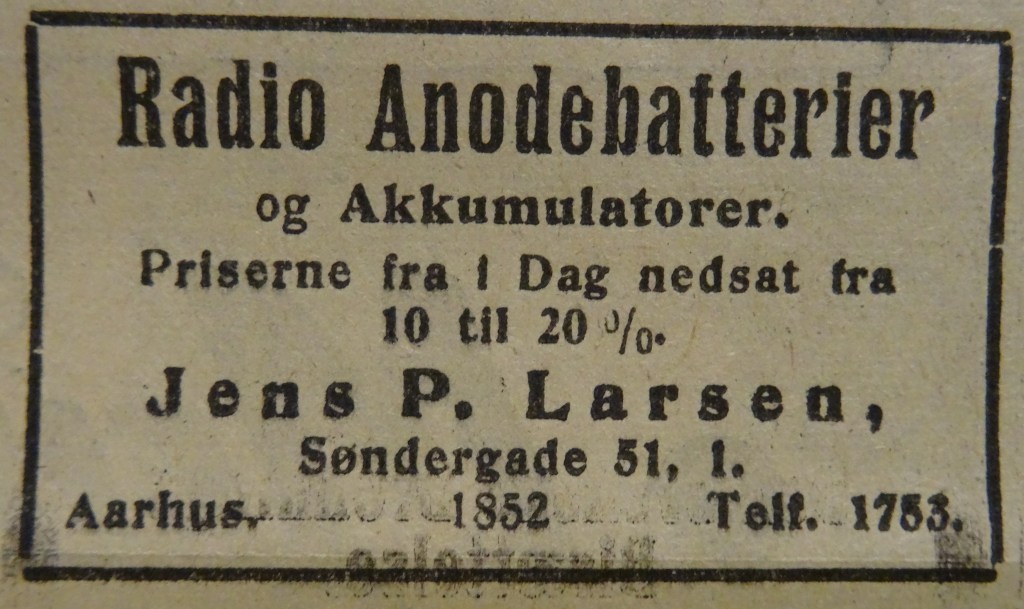 Radio Anodebatterier
og Akkumulatorer.
Priserne fra i Dag nedsat fra
10 til 20 %.
Jens P. Larsen,
Søndergade 51, 1.
Aarhus. 1852 Telf. 1753.